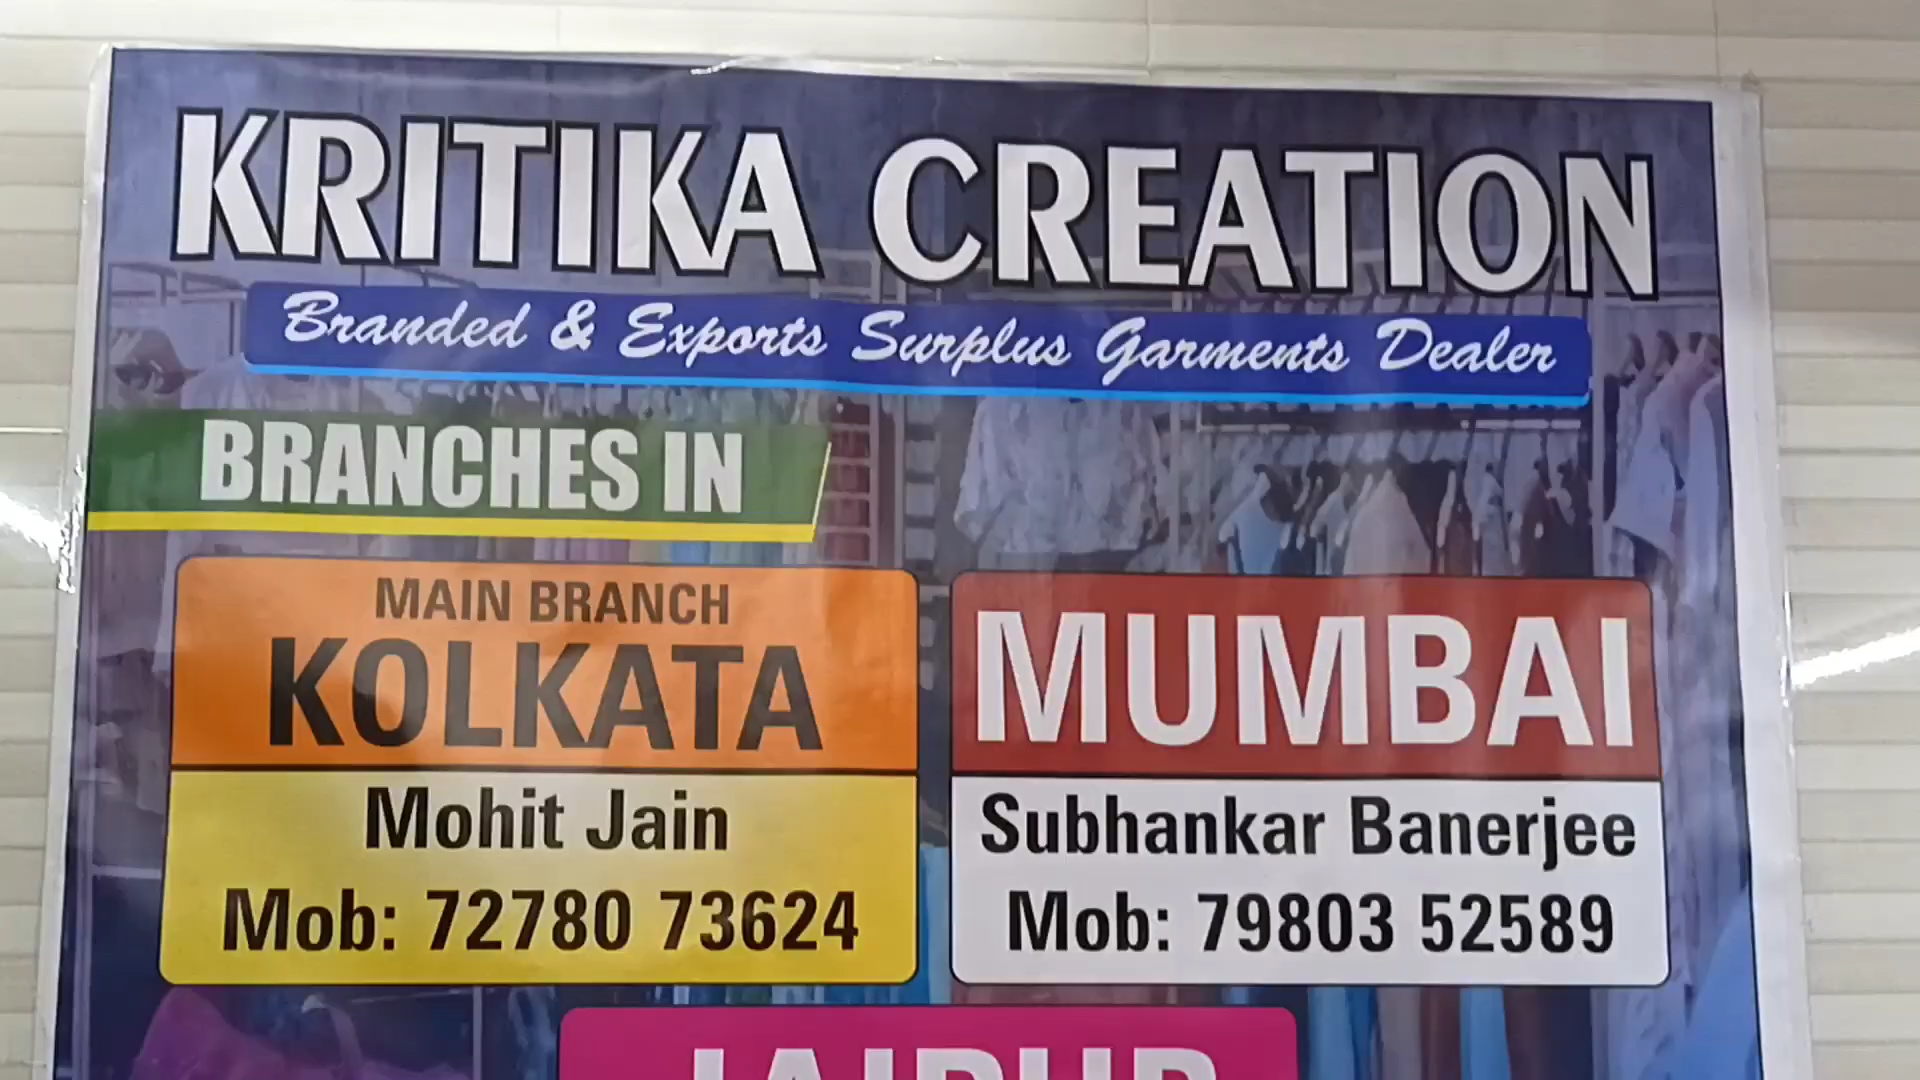 KRITIKA CREATION
Branded & Exports Surplus Garments Dealer
BRANCHES IN
MAIN BRANCH
KOLKATA
Mohit Jain
Mob: 72780 73624
MUMBAI
Subhankar Banerjee
Mob: 79803 52589
JAIPUR